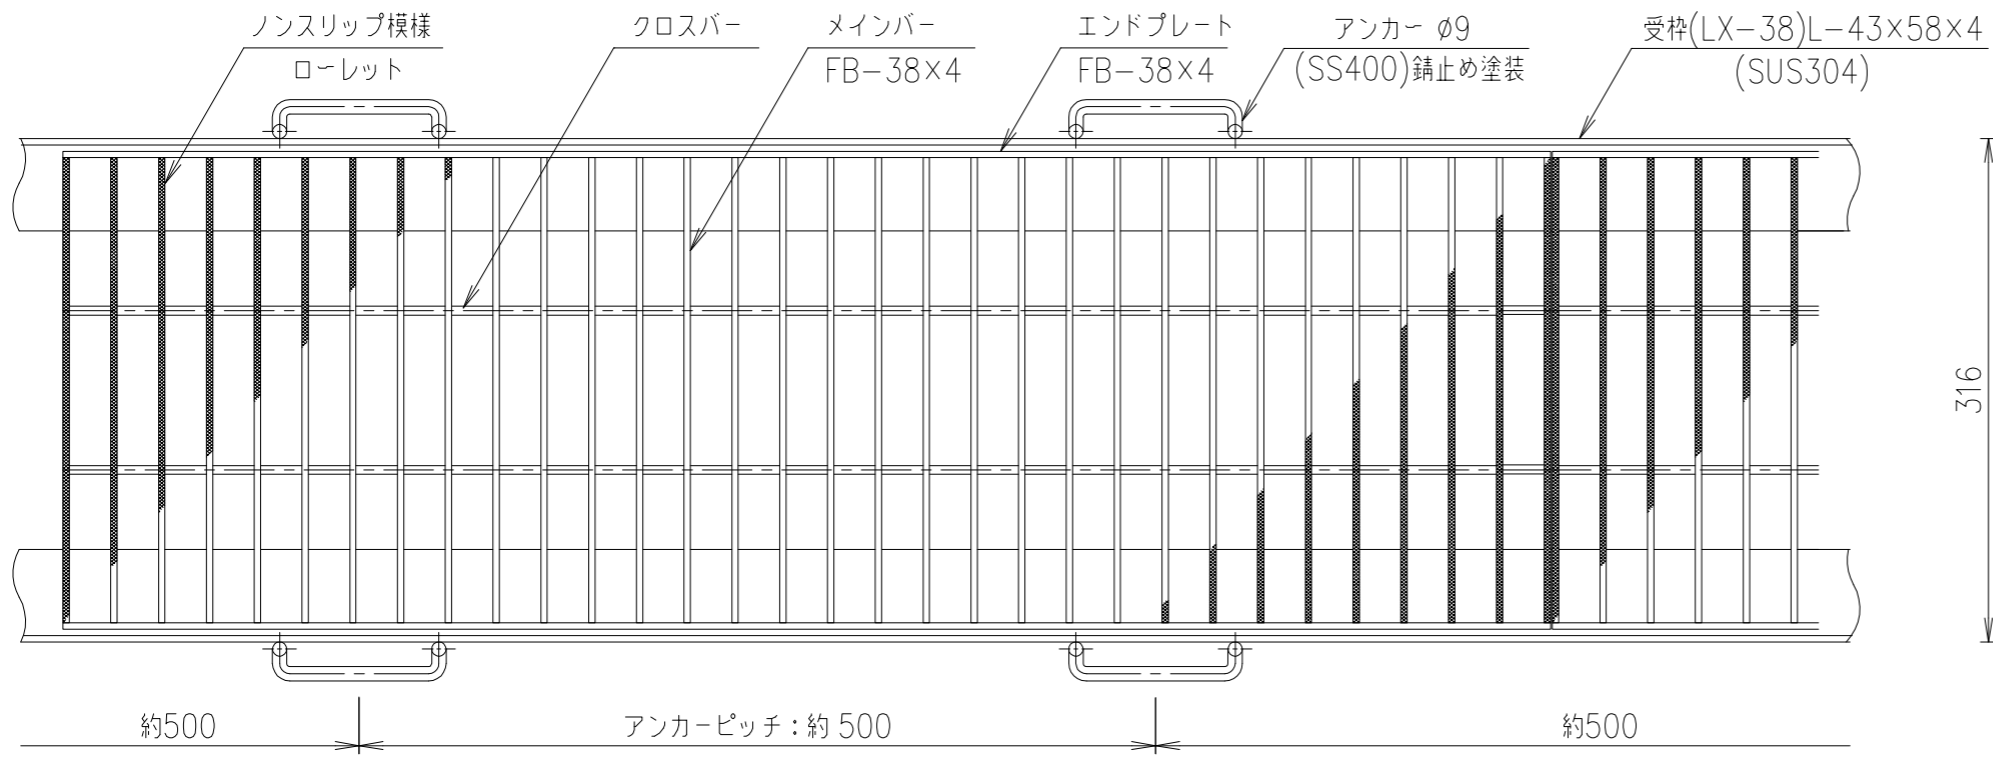 ノンスリップ模様
ローレット
クロスバー
メインバー
FB-38×4
エンドプレート
FB-38×4
アンカー Ø9
(SS400)錆止め塗装
受枠(LX-38)L-43×58×4
(SUS304)
316
約500
アンカーピッチ：約 500
約500